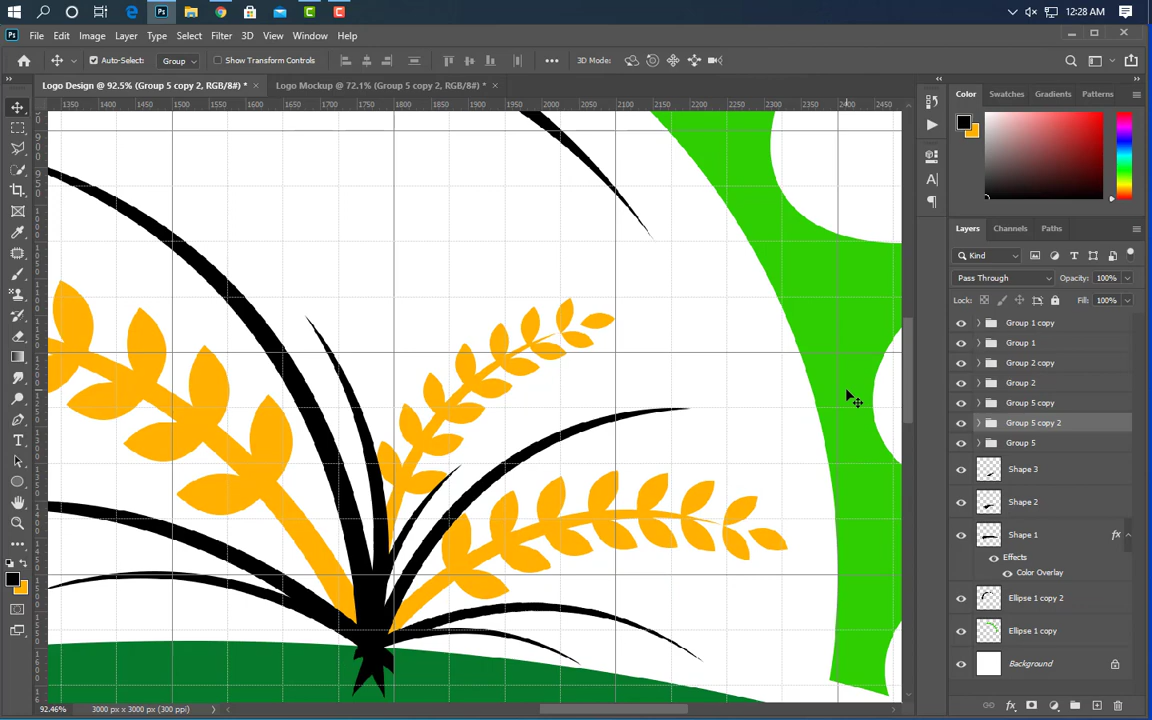 12:28 AM
File Edit Image Layer Type Select Filter 3D View Window Help
Auto-Select: Group Show Transform Controls 3D Mode:
Logo Design @ 92.5% (Group 5 copy 2, RGB/8#) * Logo Mockup @ 72.1% (Group 5 copy 2, RGB/8#) *
1350 1400 1450 1500 1550 1600 1650 1700 1750 1800 1850 1900 1950 2000 2050 2100 2150 2200 2250 2300 2350 2400 2450
Color Swatches Gradients Patterns
Layers Channels Paths
Kind
Pass Through Opacity: 100%
Lock: Fill: 100%
Group 1 copy
Group 1
Group 2 copy
Group 2
Group 5 copy
Group 5 copy 2
Group 5
Shape 3
Shape 2
Shape 1 fx
Effects
Color Overlay
Ellipse 1 copy 2
Ellipse 1 copy
Background
92.46% 3000 px x 3000 px (300 ppi)